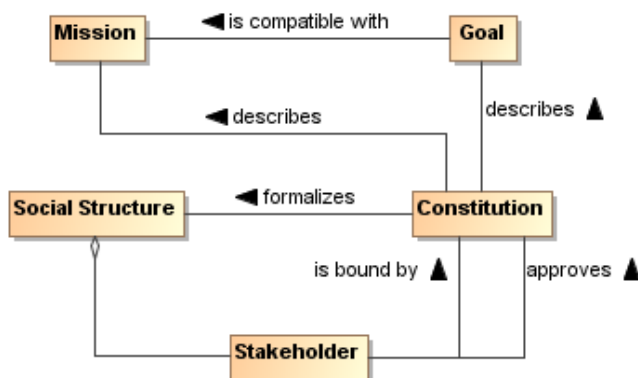 Mission
is compatible with
Goal
describes
describes
Social Structure
formalizes
Constitution
is bound by
approves
Stakeholder